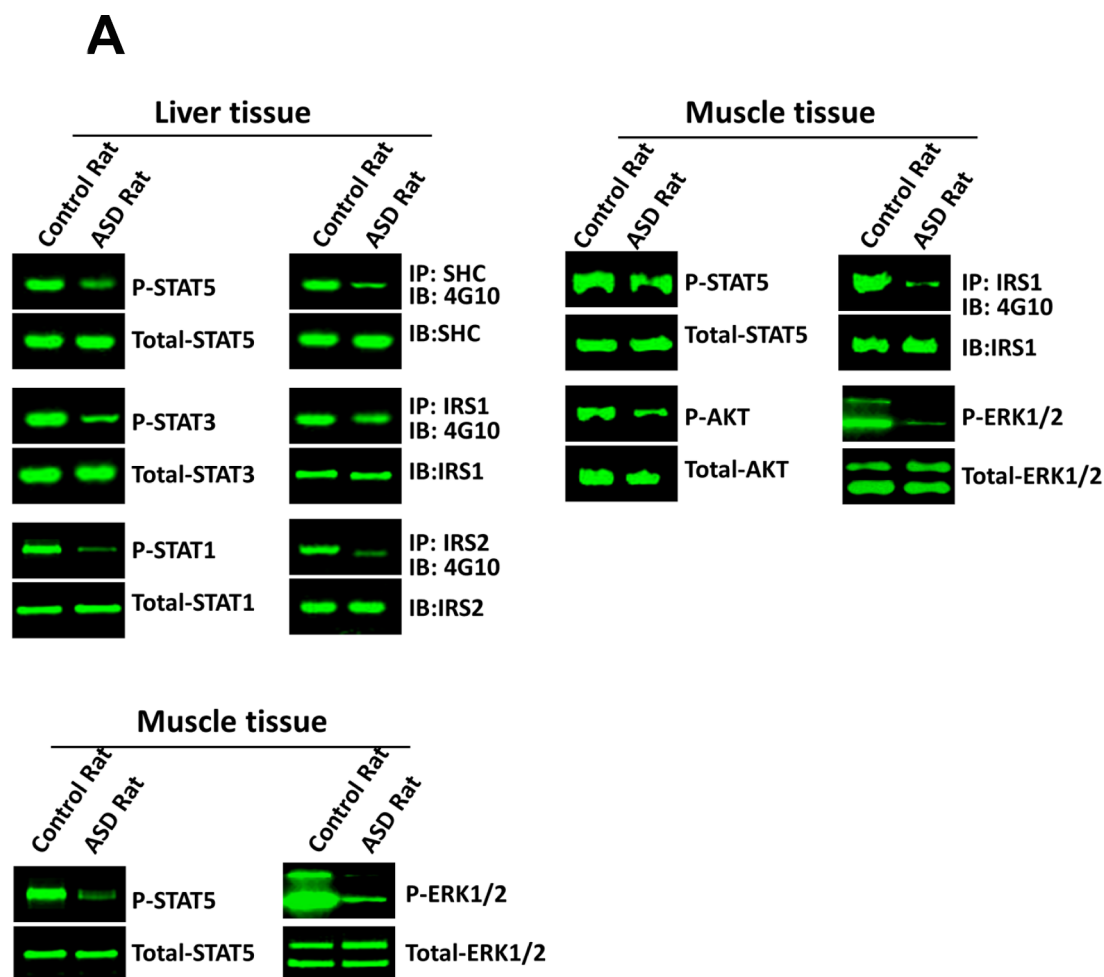 A
Liver tissue
Control Rat
ASD Rat
P-STAT5
Total-STAT5
P-STAT3
Total-STAT3
P-STAT1
Total-STAT1
Control Rat
ASD Rat
IP: SHC
IB: 4G10
IB:SHC
IP: IRS1
IB: 4G10
IB:IRS1
IP: IRS2
IB: 4G10
IB:IRS2
Muscle tissue
Control Rat
ASD Rat
P-STAT5
Total-STAT5
P-AKT
Total-AKT
Control Rat
ASD Rat
IP: IRS1
IB: 4G10
IB:IRS1
P-ERK1/2
Total-ERK1/2
Muscle tissue
Control Rat
ASD Rat
P-STAT5
Total-STAT5
Control Rat
ASD Rat
P-ERK1/2
Total-ERK1/2